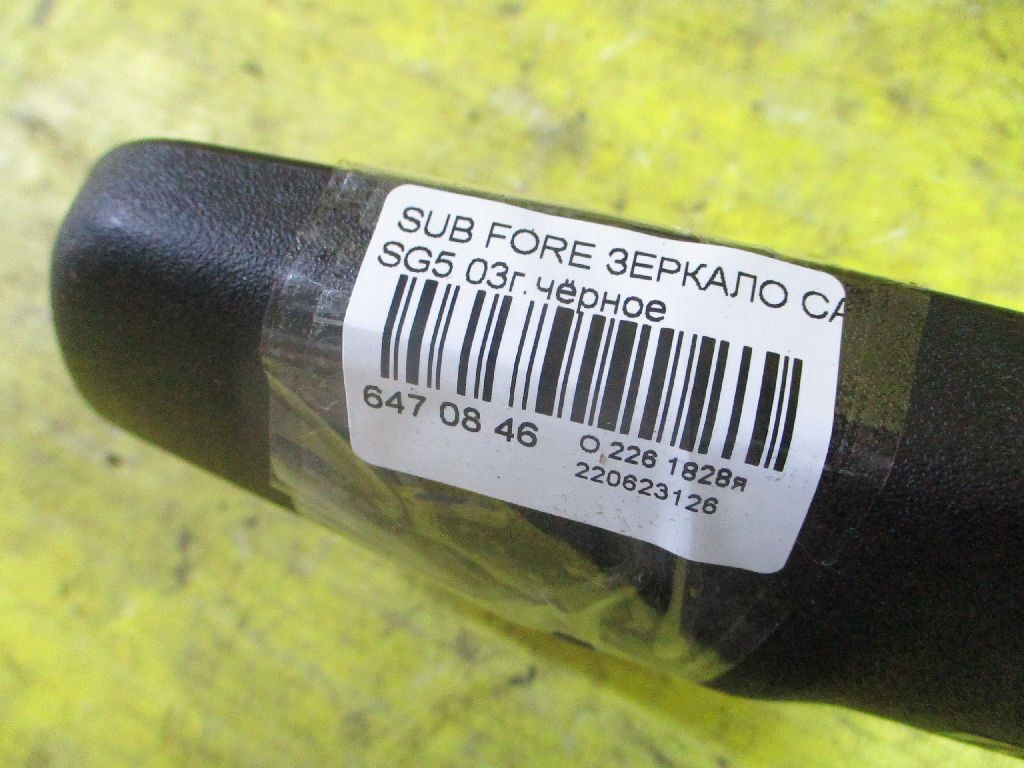 SUB FORE ЗЕРКАЛО СА
SG5 03г.чёрное
647 08 46
О,226 1828я
220623126